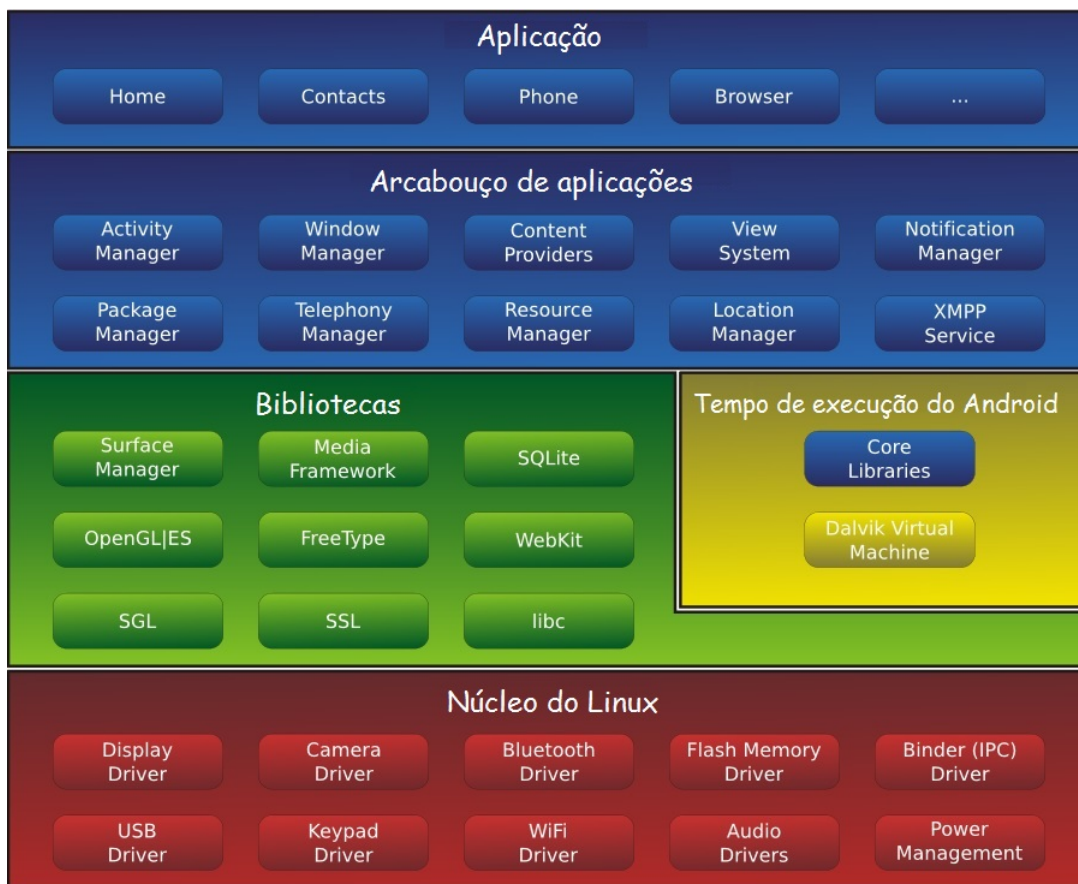 Aplicação
Home
Contacts
Phone
Browser
...
Arcabouço de aplicações
Activity
Manager
Window
Manager
Content
Providers
View
System
Notification
Manager
Package
Manager
Telephony
Manager
Resource
Manager
Location
Manager
XMPP
Service
Bibliotecas
Surface
Manager
Media
Framework
SQLite
OpenGL|ES
FreeType
WebKit
SGL
SSL
libc
Tempo de execução do Android
Core
Libraries
Dalvik Virtual
Machine
Núcleo do Linux
Display
Driver
Camera
Driver
Bluetooth
Driver
Flash Memory
Driver
Binder (IPC)
Driver
USB
Driver
Keypad
Driver
WiFi
Driver
Audio
Drivers
Power
Management